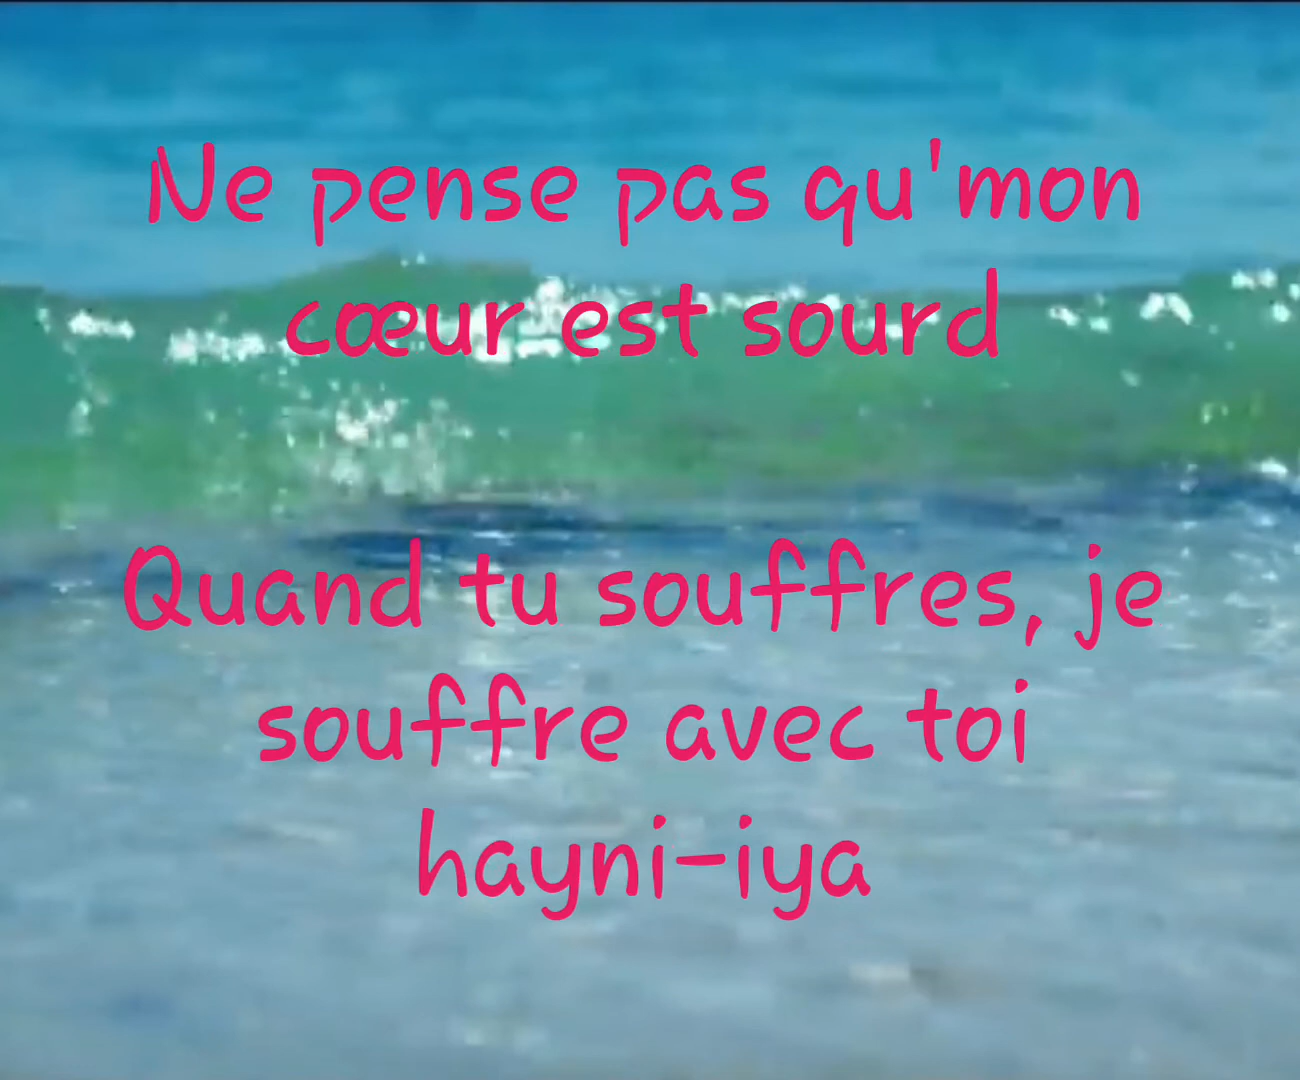 Ne pense pas qu'mon
cœur est sourd
Quand tu souffres, je
souffre avec toi
hayni-iya